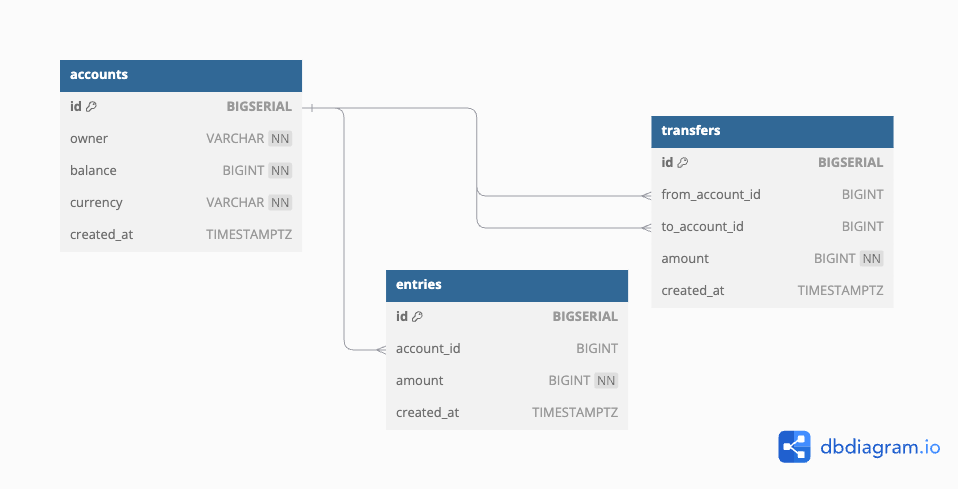 accounts
id BIGSERIAL
owner VARCHAR NN
balance BIGINT NN
currency VARCHAR NN
created_at TIMESTAMPTZ
transfers
id BIGSERIAL
from_account_id BIGINT
to_account_id BIGINT
amount BIGINT NN
created_at TIMESTAMPTZ
entries
id BIGSERIAL
account_id BIGINT
amount BIGINT NN
created_at TIMESTAMPTZ
dbdiagram.io